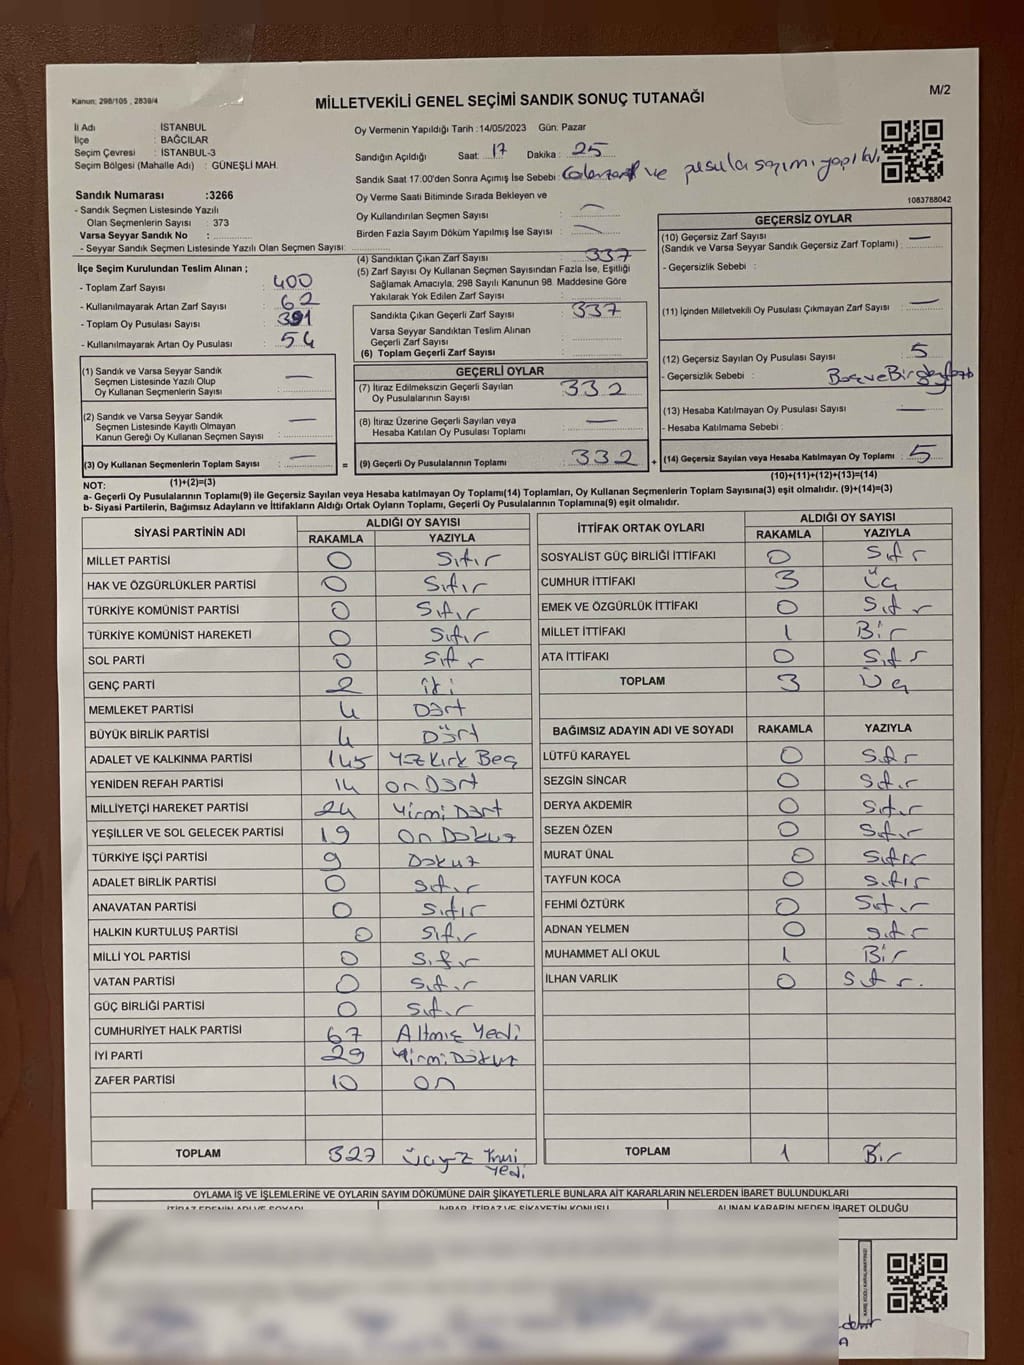 Kanun; 298/105 , 2839/4
MİLLETVEKİLİ GENEL SEÇİMİ SANDIK SONUÇ TUTANAĞI
M/2
İl Adı : İSTANBUL
İlçe : BAĞCILAR
Seçim Çevresi : İSTANBUL-3
Seçim Bölgesi (Mahalle Adı) : GÜNEŞLİ MAH.
Sandık Numarası :3266
- Sandık Seçmen Listesinde Yazılı
Olan Seçmenlerin Sayısı : 373
Varsa Seyyar Sandık No :
- Seyyar Sandık Seçmen Listesinde Yazılı Olan Seçmen Sayısı:
Oy Vermenin Yapıldığı Tarih :14/05/2023 Gün: Pazar
Sandığın Açıldığı Saat: 17 Dakika : 25
Sandık Saat 17:00'den Sonra Açımış İse Sebebi : ve pusula sayımı yapıldı.
Oy Verme Saati Bitiminde Sırada Bekleyen ve
Oy Kullandırılan Seçmen Sayısı :
Birden Fazla Sayım Döküm Yapılmış İse Sayısı :
1083788042
İlçe Seçim Kurulundan Teslim Alınan ;
- Toplam Zarf Sayısı : 400
- Kullanılmayarak Artan Zarf Sayısı : 62
- Toplam Oy Pusulası Sayısı : 391
- Kullanılmayarak Artan Oy Pusulası : 54
(4) Sandıktan Çıkan Zarf Sayısı : 337
(5) Zarf Sayısı Oy Kullanan Seçmen Sayısından Fazla İse, Eşitliği
Sağlamak Amacıyla, 298 Sayılı Kanunun 98. Maddesine Göre
Yakılarak Yok Edilen Zarf Sayısı :
Sandıkta Çıkan Geçerli Zarf Sayısı : 337
Varsa Seyyar Sandıktan Teslim Alınan
Geçerli Zarf Sayısı :
(6) Toplam Geçerli Zarf Sayısı :
GEÇERSİZ OYLAR
(10) Geçersiz Zarf Sayısı : —
(Sandık ve Varsa Seyyar Sandık Geçersiz Zarf Toplamı)
- Geçersizlik Sebebi :
(11) İçinden Milletvekili Oy Pusulası Çıkmayan Zarf Sayısı : —
(12) Geçersiz Sayılan Oy Pusulası Sayısı : 5
- Geçersizlik Sebebi : Boş ve Birden fazla
(13) Hesaba Katılmayan Oy Pusulası Sayısı : —
- Hesaba Katılmama Sebebi :
(14) Geçersiz Sayılan veya Hesaba Katılmayan Oy Toplamı : 5
(10)+(11)+(12)+(13)=(14)
(1) Sandık ve Varsa Seyyar Sandık
Seçmen Listesinde Yazılı Olup
Oy Kullanan Seçmenlerin Sayısı : —
(2) Sandık ve Varsa Seyyar Sandık
Seçmen Listesinde Kayıtlı Olmayan
Kanun Gereği Oy Kullanan Seçmen Sayısı : —
(3) Oy Kullanan Seçmenlerin Toplam Sayısı : —
(1)+(2)=(3)
GEÇERLİ OYLAR
(7) İtiraz Edilmeksizin Geçerli Sayılan
Oy Pusulalarının Sayısı : 332
(8) İtiraz Üzerine Geçerli Sayılan veya
Hesaba Katılan Oy Pusulası Toplamı : —
= (9) Geçerli Oy Pusulalarının Toplamı : 332 +
NOT:
a- Geçerli Oy Pusulalarının Toplamı(9) ile Geçersiz Sayılan veya Hesaba katılmayan Oy Toplamı(14) Toplamları, Oy Kullanan Seçmenlerin Toplam Sayısına(3) eşit olmalıdır. (9)+(14)=(3)
b- Siyasi Partilerin, Bağımsız Adayların ve İttifakların Aldığı Ortak Oyların Toplamı, Geçerli Oy Pusulalarının Toplamına(9) eşit olmalıdır.
SİYASİ PARTİNİN ADI ALDIĞI OY SAYISI
RAKAMLA YAZIYLA
MİLLET PARTİSİ 0 Sıfır
HAK VE ÖZGÜRLÜKLER PARTİSİ 0 Sıfır
TÜRKİYE KOMÜNİST PARTİSİ 0 Sıfır
TÜRKİYE KOMÜNİST HAREKETİ 0 Sıfır
SOL PARTİ 0 Sıfır
GENÇ PARTİ 2 iki
MEMLEKET PARTİSİ 4 Dört
BÜYÜK BİRLİK PARTİSİ 4 Dört
ADALET VE KALKINMA PARTİSİ 145 Yüz Kırk Beş
YENİDEN REFAH PARTİSİ 14 on Dört
MİLLİYETÇİ HAREKET PARTİSİ 24 Yirmi Dört
YEŞİLLER VE SOL GELECEK PARTİSİ 19 On Dokuz
TÜRKİYE İŞÇİ PARTİSİ 9 Dokuz
ADALET BİRLİK PARTİSİ 0 Sıfır
ANAVATAN PARTİSİ 0 Sıfır
HALKIN KURTULUŞ PARTİSİ 0 Sıfır
MİLLİ YOL PARTİSİ 0 Sıfır
VATAN PARTİSİ 0 Sıfır
GÜÇ BİRLİĞİ PARTİSİ 0 Sıfır
CUMHURİYET HALK PARTİSİ 67 Altmış Yedi
İYİ PARTİ 29 Yirmi Dokuz
ZAFER PARTİSİ 10 on
TOPLAM 327 üçyüz Yirmi
Yedi
İTTİFAK ORTAK OYLARI ALDIĞI OY SAYISI
RAKAMLA YAZIYLA
SOSYALİST GÜÇ BİRLİĞİ İTTİFAKI 0 Sıfır
CUMHUR İTTİFAKI 3 Üç
EMEK VE ÖZGÜRLÜK İTTİFAKI 0 Sıfır
MİLLET İTTİFAKI 1 Bir
ATA İTTİFAKI 0 Sıfır
TOPLAM 3 Üç
BAĞIMSIZ ADAYIN ADI VE SOYADI RAKAMLA YAZIYLA
LÜTFÜ KARAYEL 0 Sıfır
SEZGİN SİNCAR 0 Sıfır
DERYA AKDEMİR 0 Sıfır
SEZEN ÖZEN 0 Sıfır
MURAT ÜNAL 0 Sıfır
TAYFUN KOCA 0 Sıfır
FEHMİ ÖZTÜRK 0 Sıfır
ADNAN YELMEN 0 Sıfır
MUHAMMET ALİ OKUL 1 Bir
İLHAN VARLIK 0 Sıfır.
TOPLAM 1 Bir
OYLAMA İŞ VE İŞLEMLERİNE VE OYLARIN SAYIM DÖKÜMÜNE DAİR ŞİKAYETLERLE BUNLARA AİT KARARLARIN NELERDEN İBARET BULUNDUKLARI
İTİRAZ EDENİN ADI VE SOYADI İHBAR, İTİRAZ VE ŞİKAYETİN KONUSU ALINAN KARARIN NEDEN İBARET OLDUĞU